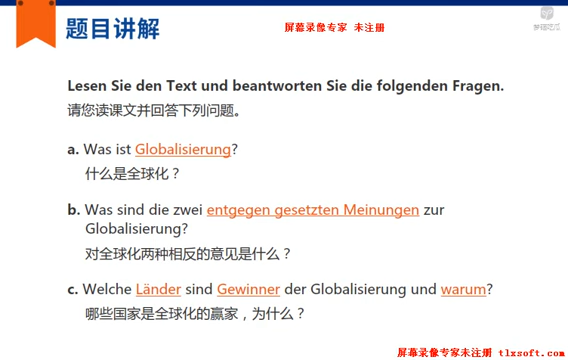 题目讲解
屏幕录像专家 未注册
Lesen Sie den Text und beantworten Sie die folgenden Fragen.
请您读课文并回答下列问题。
a. Was ist Globalisierung?
什么是全球化？
b. Was sind die zwei entgegen gesetzten Meinungen zur
Globalisierung?
对全球化两种相反的意见是什么？
c. Welche Länder sind Gewinner der Globalisierung und warum?
哪些国家是全球化的赢家，为什么？
屏幕录像专家未注册 tlxsoft.com